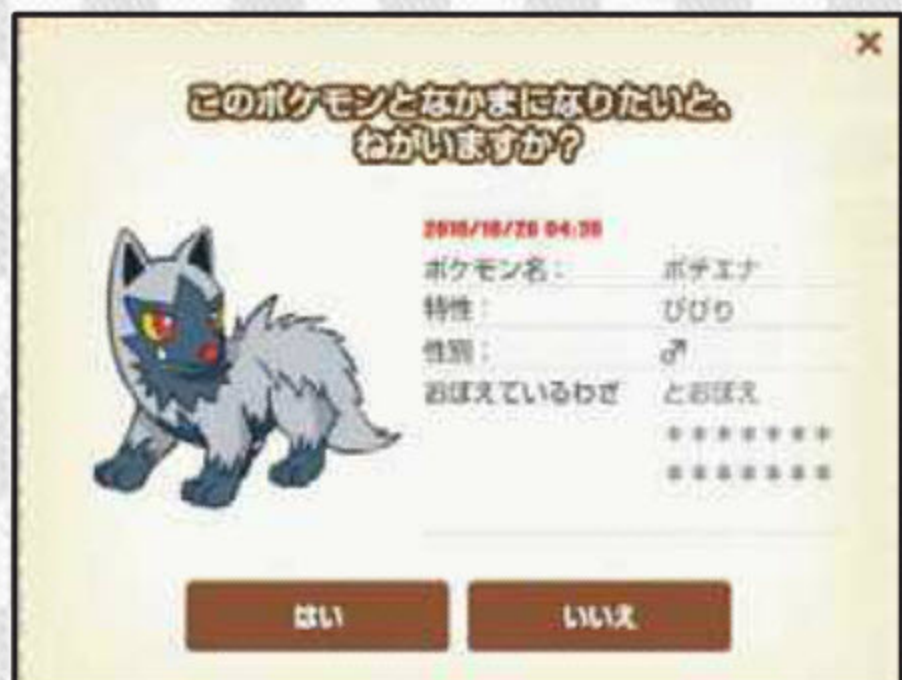 このポケモンとなかまになりたいと、
ねがいますか?
ポケモン名: ポチエナ
特性: びびり
性別: ♂
おぼえているわざ とおぼえ
*******
*******
はい いいえ